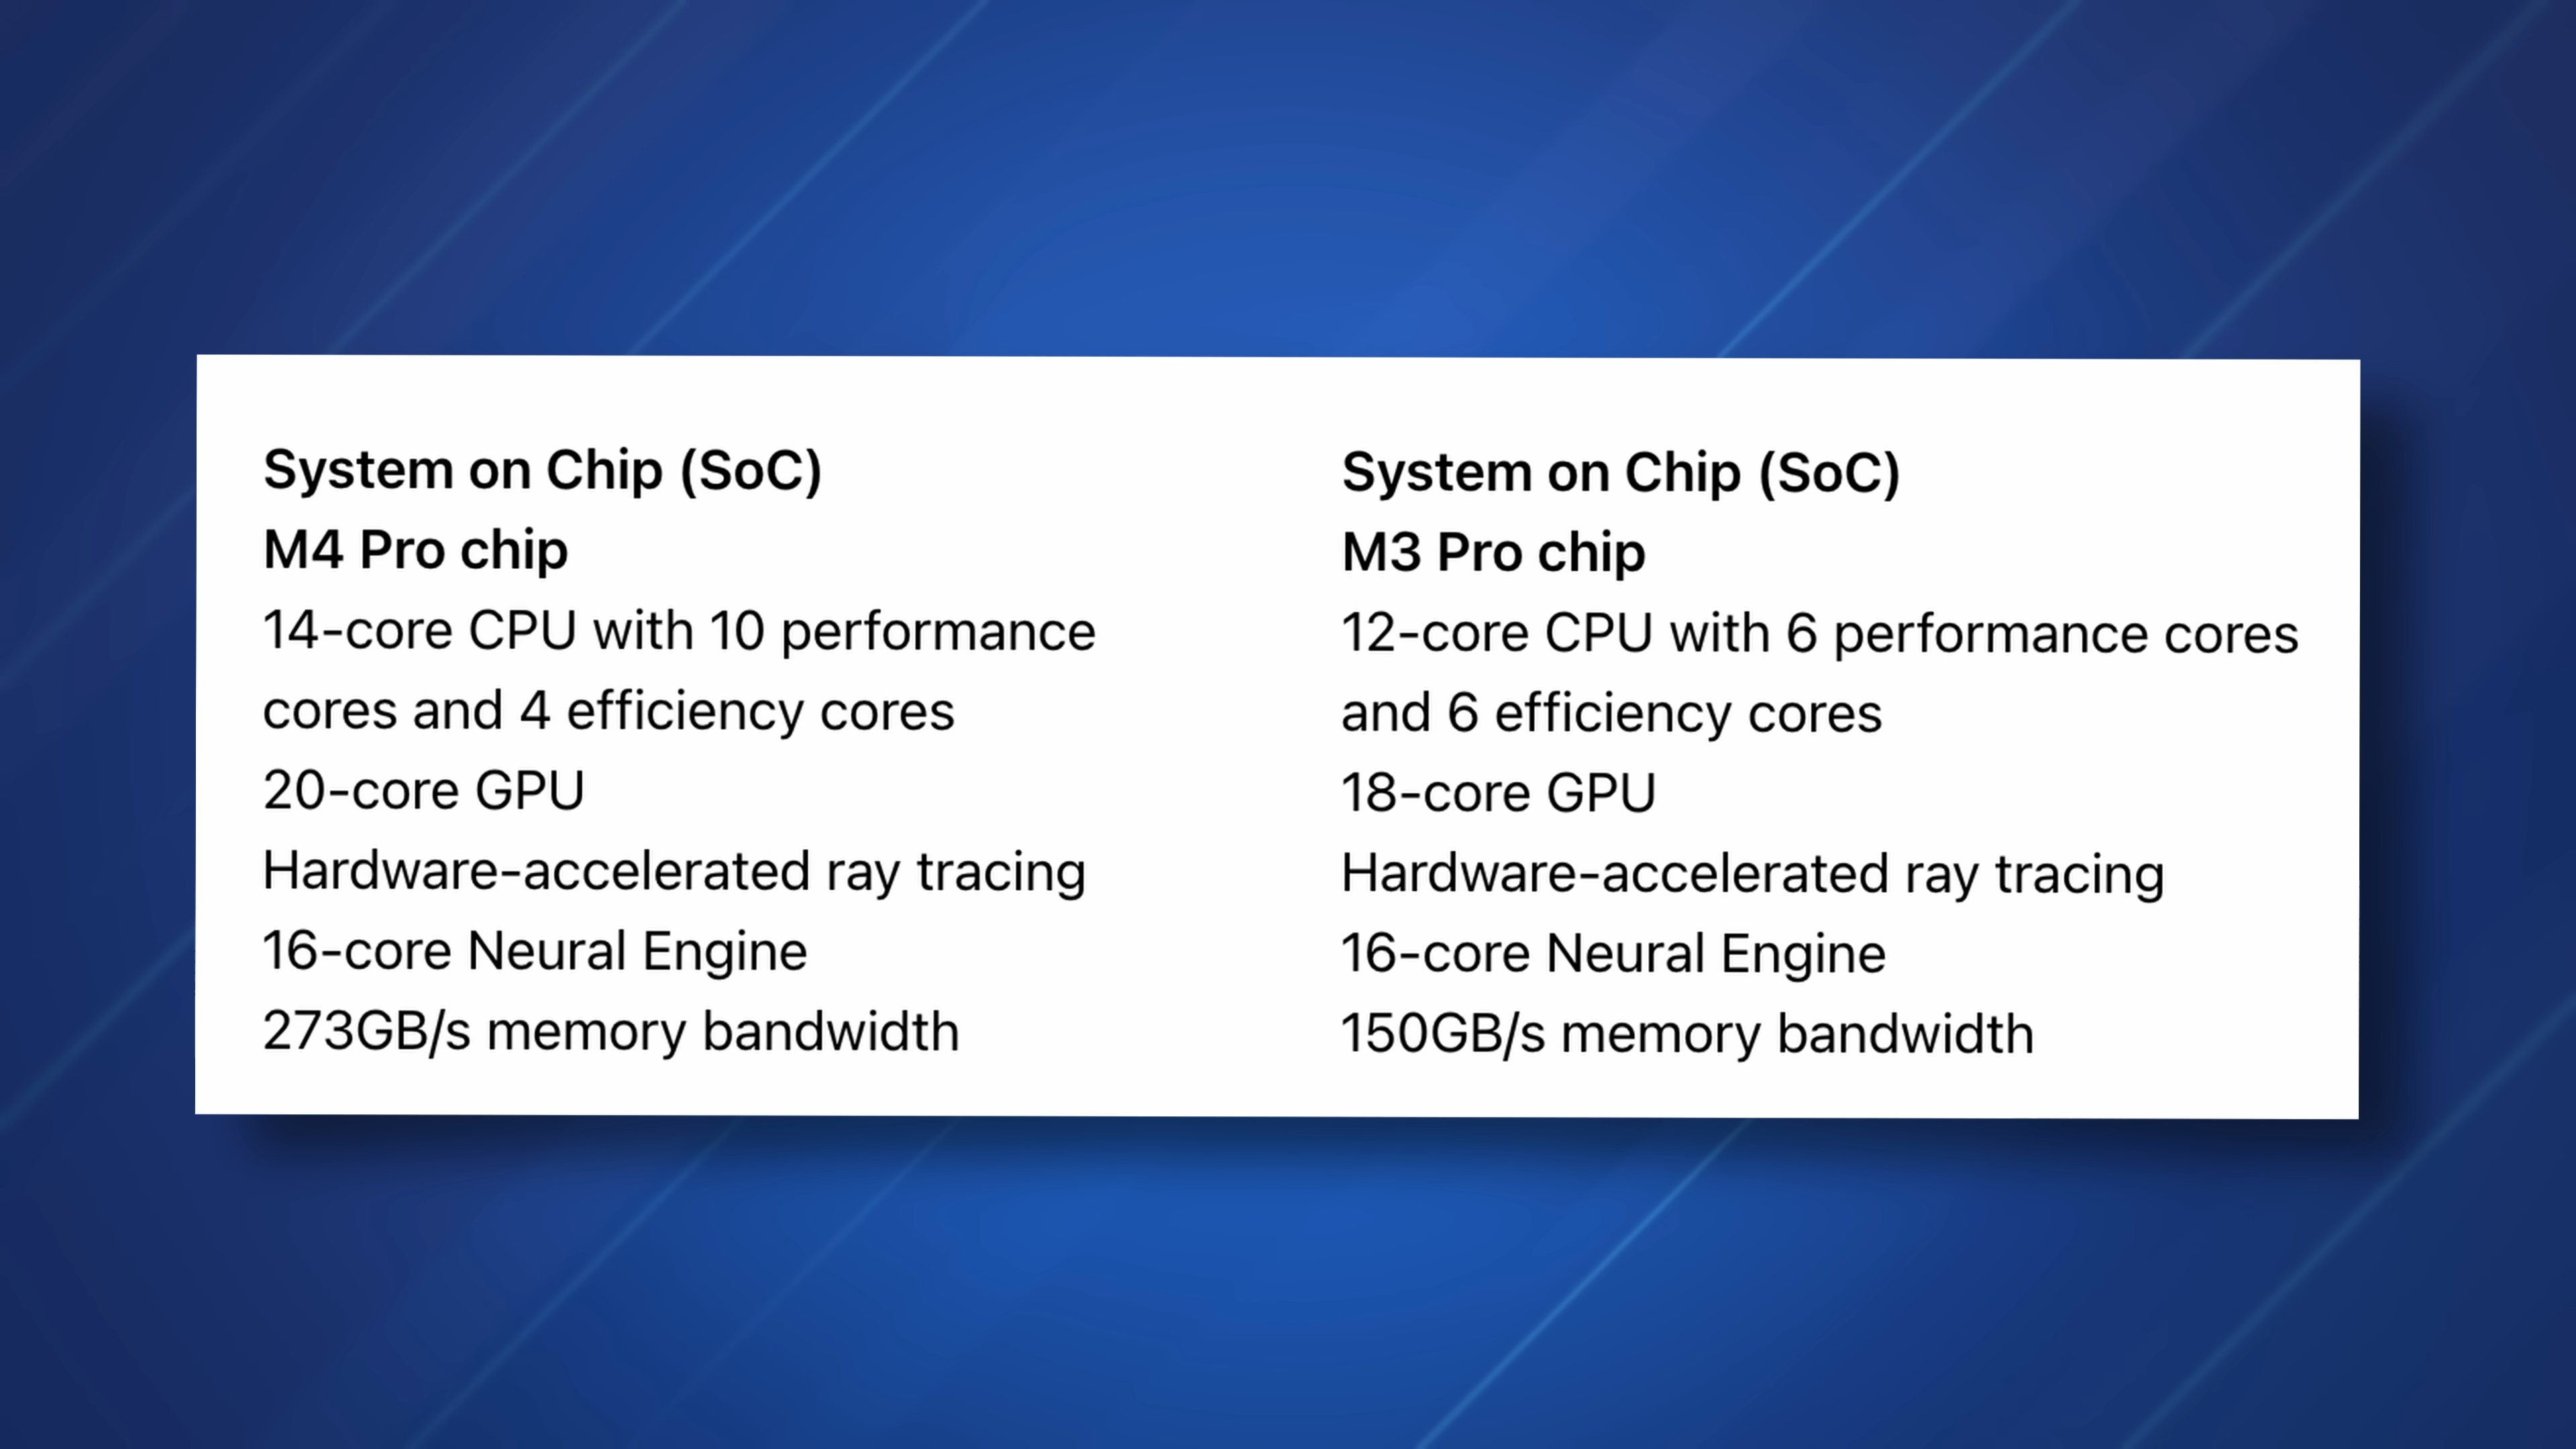 System on Chip (SoC)
M4 Pro chip
14-core CPU with 10 performance
cores and 4 efficiency cores
20-core GPU
Hardware-accelerated ray tracing
16-core Neural Engine
273GB/s memory bandwidth
System on Chip (SoC)
M3 Pro chip
12-core CPU with 6 performance cores
and 6 efficiency cores
18-core GPU
Hardware-accelerated ray tracing
16-core Neural Engine
150GB/s memory bandwidth